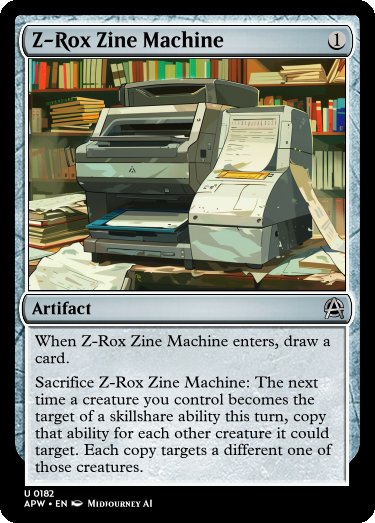 Z-Rox Zine Machine 1
Artifact
When Z-Rox Zine Machine enters, draw a
card.
Sacrifice Z-Rox Zine Machine: The next
time a creature you control becomes the
target of a skillshare ability this turn, copy
that ability for each other creature it could
target. Each copy targets a different one of
those creatures.
U 0182
APW • EN Midjourney AI